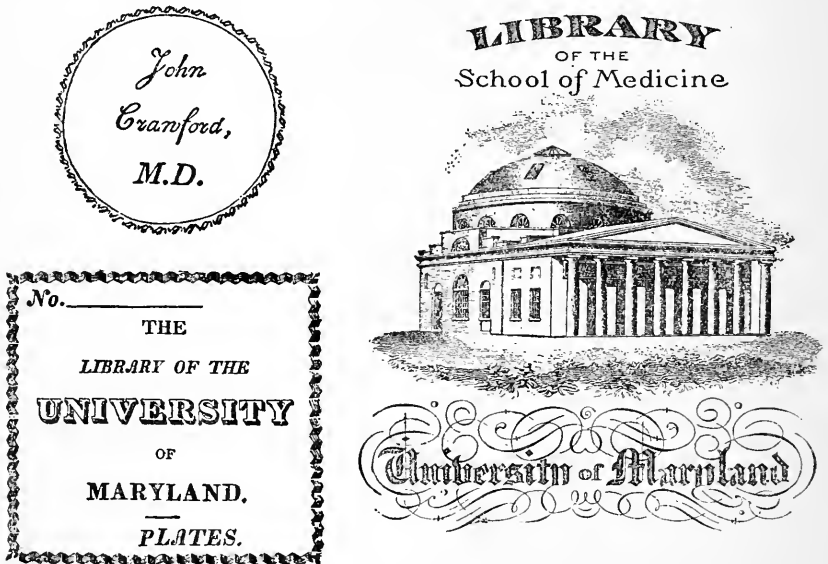 John
Crawford,
M.D.
No.
THE
LIBRARY OF THE
UNIVERSITY
OF
MARYLAND.
PLATES.
LIBRARY
OF THE
School of Medicine
University of Maryland